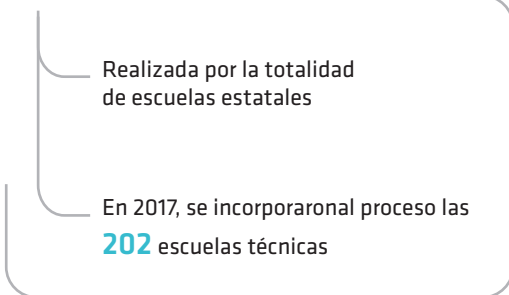 Realizada por la totalidad
de escuelas estatales
En 2017, se incorporaronal proceso las
202 escuelas técnicas